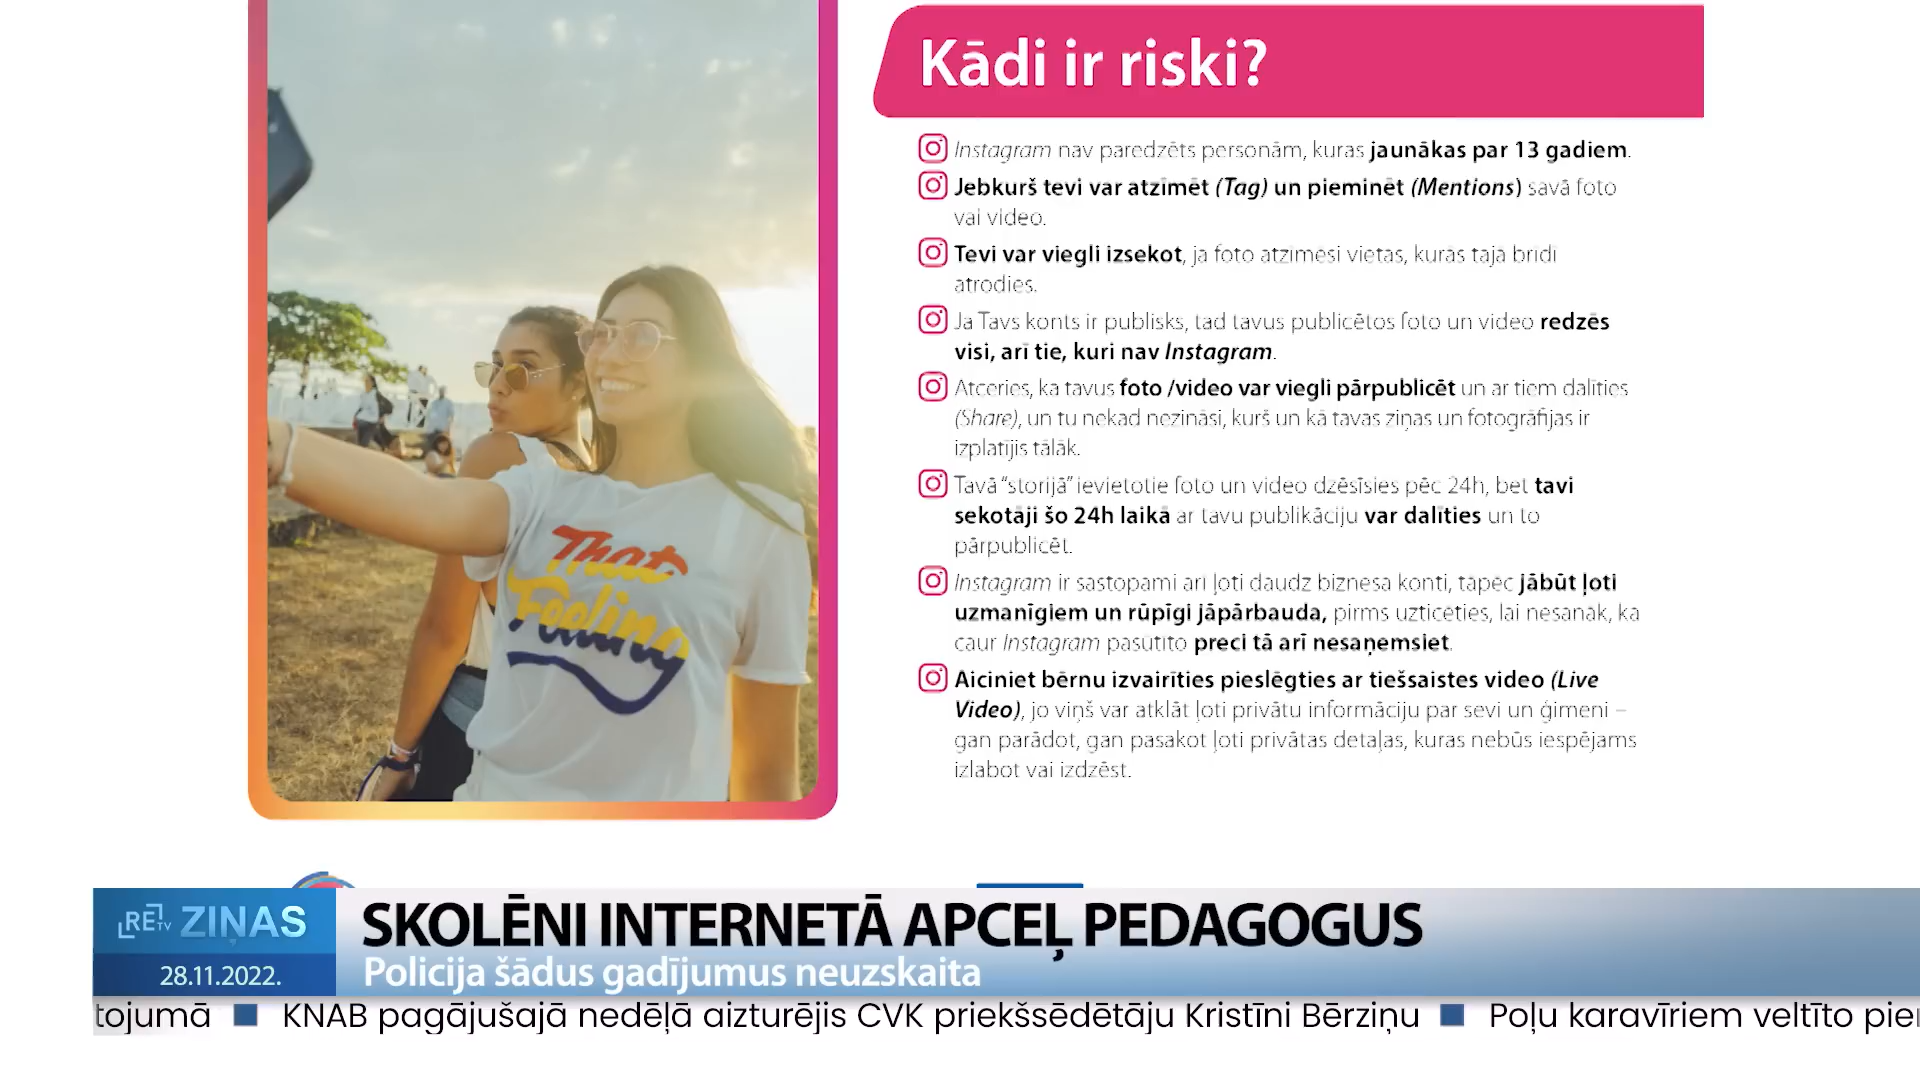 Kādi ir riski?
Instagram nav paredzēts personām, kuras jaunākas par 13 gadiem.
Jebkurš tevi var atzīmēt (Tag) un pieminēt (Mentions) savā foto
vai video.
Tevi var viegli izsekot, ja foto atzīmēsi vietas, kurās tajā brīdī
atrodies.
Ja Tavs konts ir publisks, tad tavus publicētos foto un video redzēs
visi, arī tie, kuri nav Instagram.
Atceries, ka tavus foto /video var viegli pārpublicēt un ar tiem dalīties
(Share), un tu nekad nezināsi, kurš un kā tavas ziņas un fotogrāfijas ir
izplatījis tālāk.
Tavā “storijā” ievietotie foto un video dzēsīsies pēc 24h, bet tavi
sekotāji šo 24h laikā ar tavu publikāciju var dalīties un to
pārpublicēt.
Instagram ir sastopami arī ļoti daudz biznesa konti, tāpēc jābūt ļoti
uzmanīgiem un rūpīgi jāpārbauda, pirms uzticēties, lai nesanāk, ka
caur Instagram pasūtīto preci tā arī nesaņemsiet.
Aiciniet bērnu izvairīties pieslēgties ar tiešsaistes video (Live
Video), jo viņš var atklāt ļoti privātu informāciju par sevi un ģimeni –
gan parādot, gan pasakot ļoti privātas detaļas, kuras nebūs iespējams
izlabot vai izdzēst.
That
Feeling
RE TV ZIŅAS
28.11.2022.
SKOLĒNI INTERNETĀ APCEĻ PEDAGOGUS
Policija šādus gadījumus neuzskaita
tojumā KNAB pagājušajā nedēļā aizturējis CVK priekšsēdētāju Kristīni Bērziņu Poļu karavīriem veltīto pie